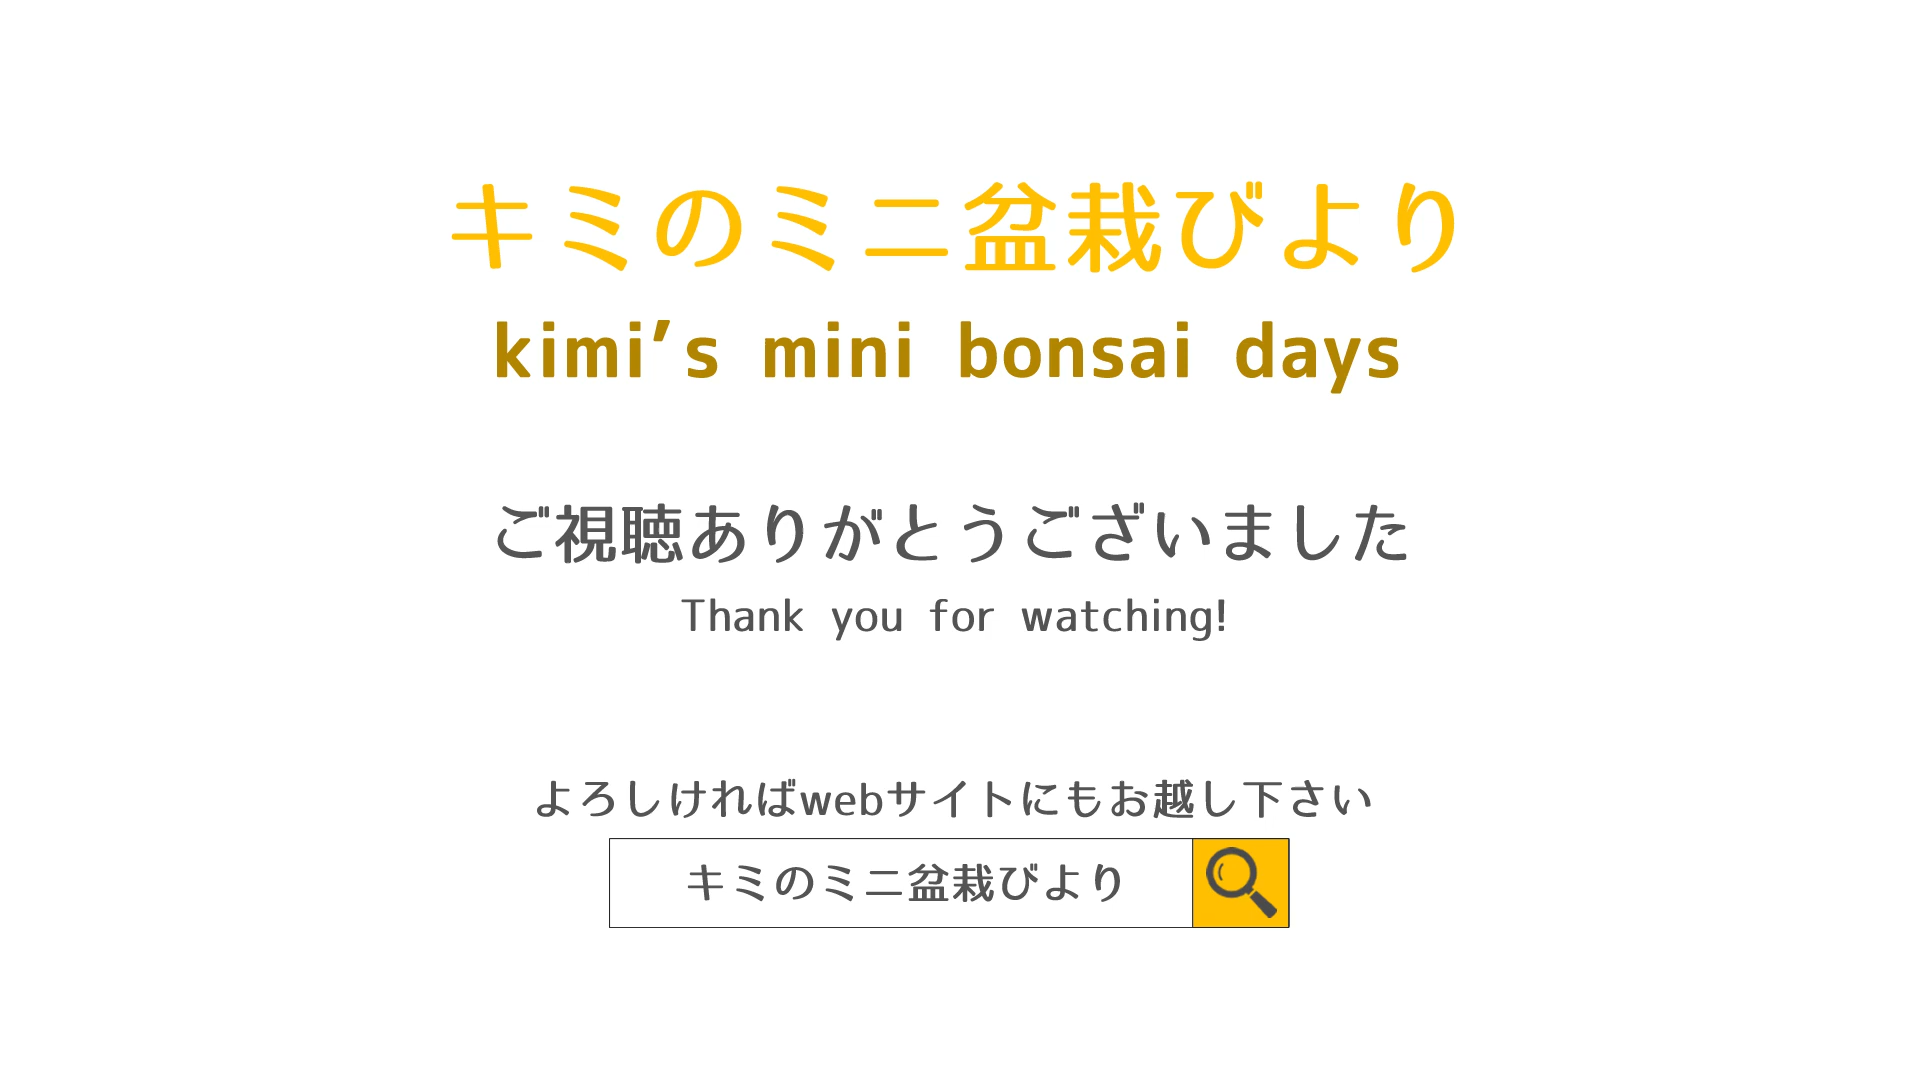 キミのミニ盆栽びより
kimi’s mini bonsai days
ご視聴ありがとうございました
Thank you for watching!
よろしければwebサイトにもお越し下さい
キミのミニ盆栽びより